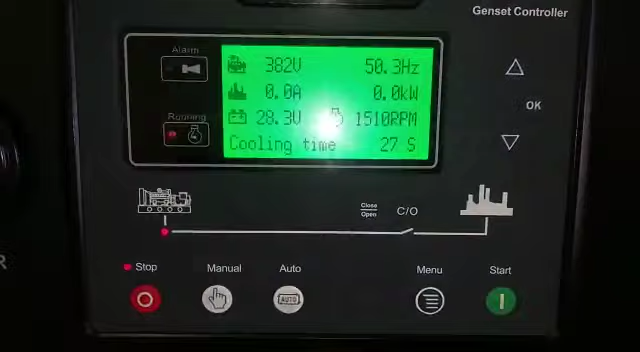 Genset Controller
Alarm
382V 50.3Hz
0.0A 0.0kW
OK
Running
28.3V 1510RPM
Cooling time 27 S
Close
Open
C/O
Stop Manual Auto Menu Start
AUTO